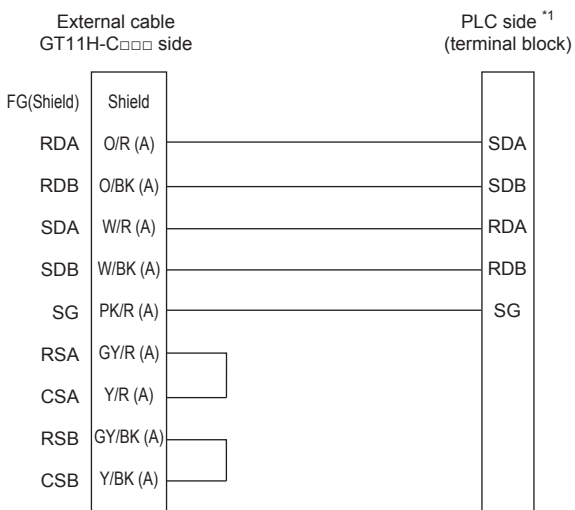 External cable
GT11H-C□□□ side
PLC side *1
(terminal block)
FG(Shield) Shield
RDA O/R (A) SDA
RDB O/BK (A) SDB
SDA W/R (A) RDA
SDB W/BK (A) RDB
SG PK/R (A) SG
RSA GY/R (A)
CSA Y/R (A)
RSB GY/BK (A)
CSB Y/BK (A)